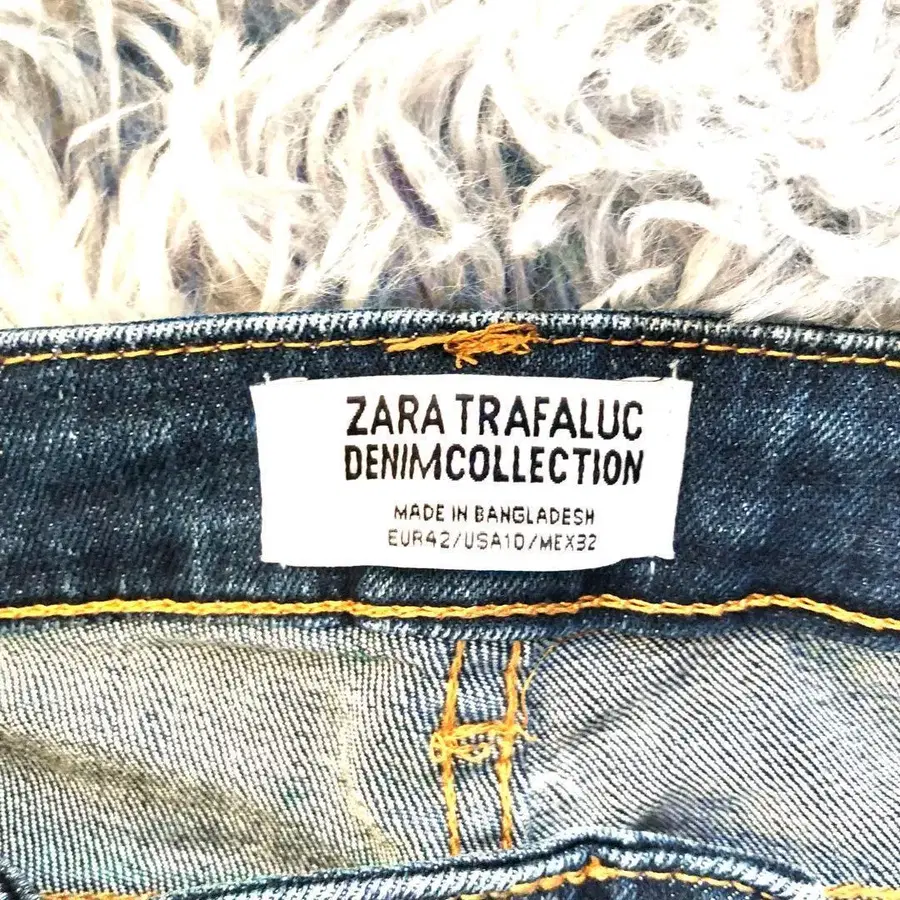 ZARA TRAFALUC
DENIMCOLLECTION
MADE IN BANGLADESH
EUR42/USA10/MEX32